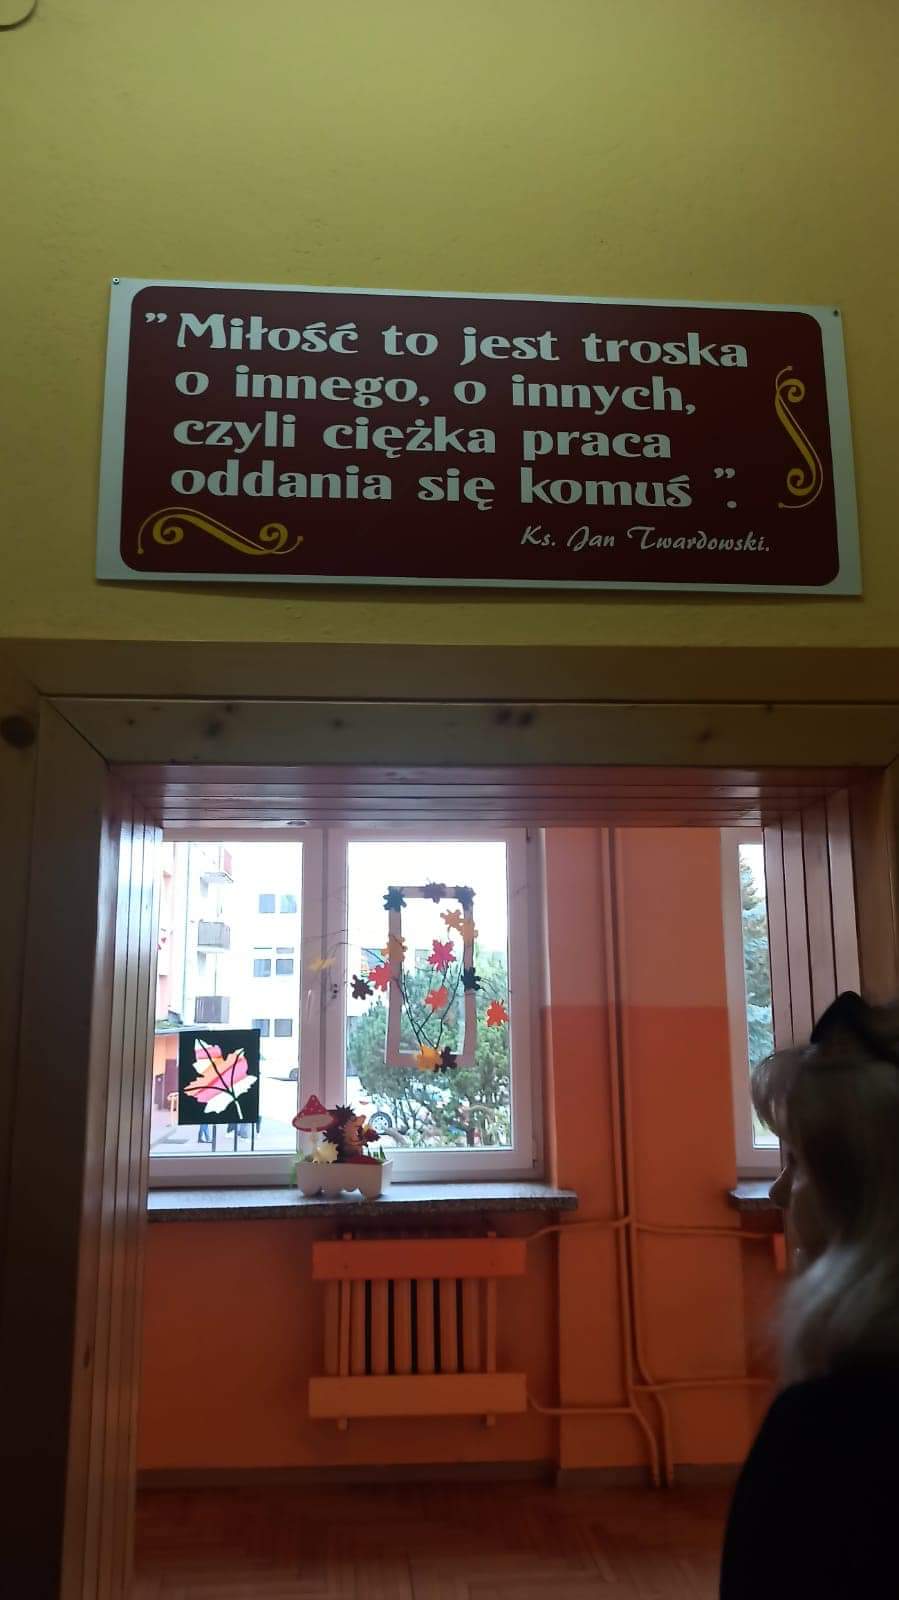 " Miłość to jest troska
o innego, o innych,
czyli ciężka praca
oddania się komuś ".
Ks. Jan Twardowski.